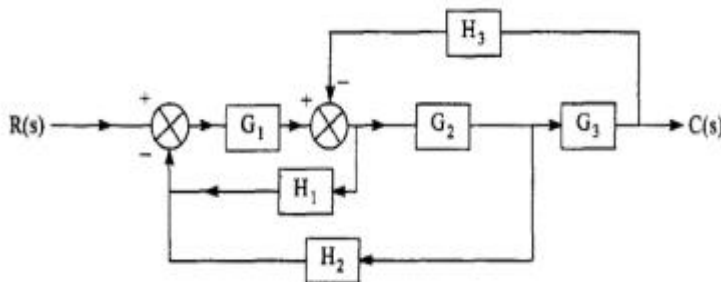 H3
R(s)
+
−
G1
+
−
G2
G3
C(s)
H1
H2